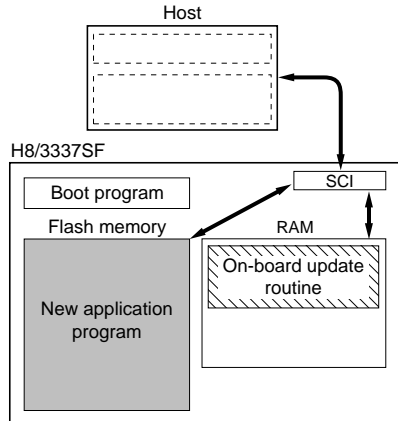 Host
H8/3337SF
SCI
Boot program
Flash memory
RAM
On-board update
routine
New application
program